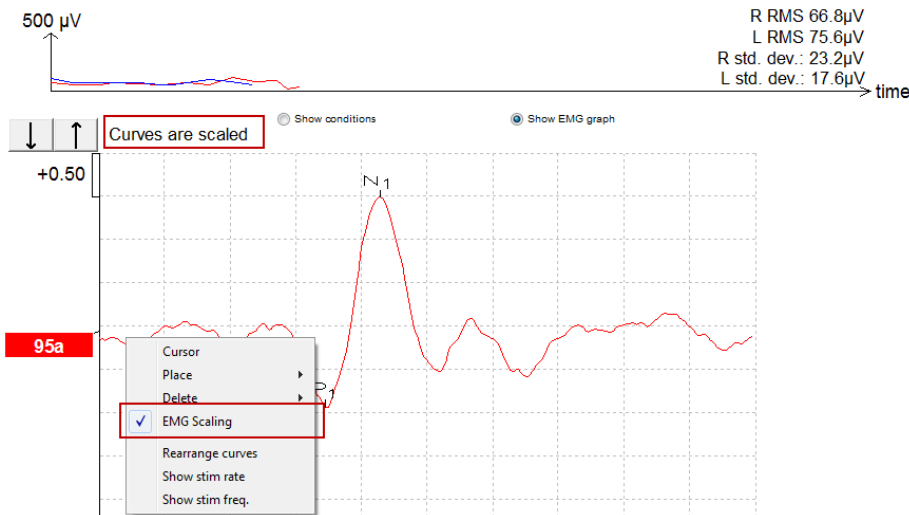 500 µV
R RMS 66.8µV
L RMS 75.6µV
R std. dev.: 23.2µV
L std. dev.: 17.6µV
time
Show conditions
Show EMG graph
Curves are scaled
+0.50
N1
95a
P1
Cursor
Place
Delete
EMG Scaling
Rearrange curves
Show stim rate
Show stim freq.